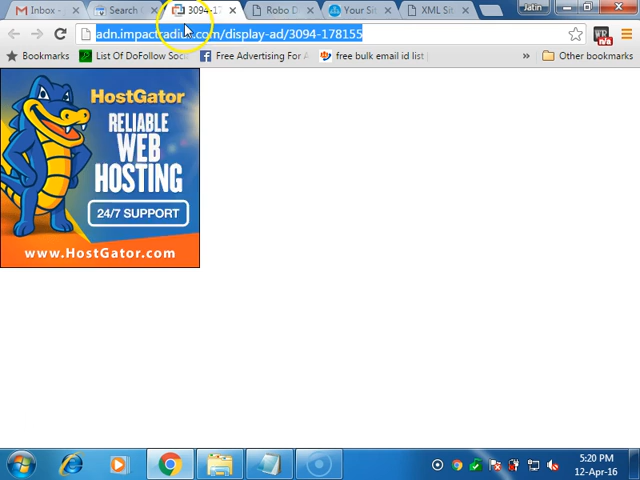 Inbox -
Search
3094-17
Robo D
Your Sit
XML Sit
Jatin
adn.impactradius.com/display-ad/3094-178155
Bookmarks
List Of DoFollow Soci
Free Advertising For A
free bulk email id list
»
Other bookmarks
HostGator
RELIABLE
WEB
HOSTING
24/7 SUPPORT
www.HostGator.com
5:20 PM
12-Apr-16